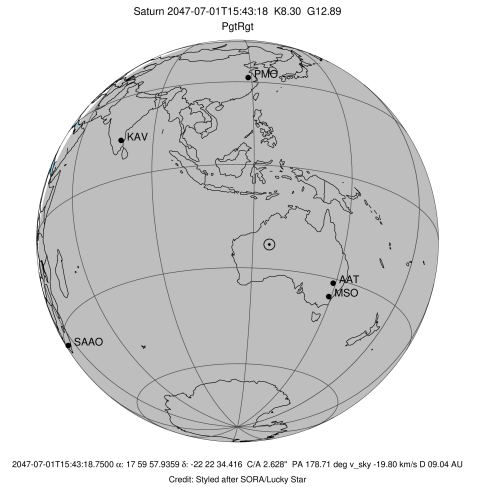 Saturn 2047-07-01T15:43:18 K8.30 G12.89
PgtRgt
PMO
KAV
AAT
MSO
SAAO
2047-07-01T15:43:18.7500 α: 17 59 57.9359 δ: -22 22 34.416 C/A 2.628" PA 178.71 deg v_sky -19.80 km/s D 09.04 AU
Credit: Styled after SORA/Lucky Star